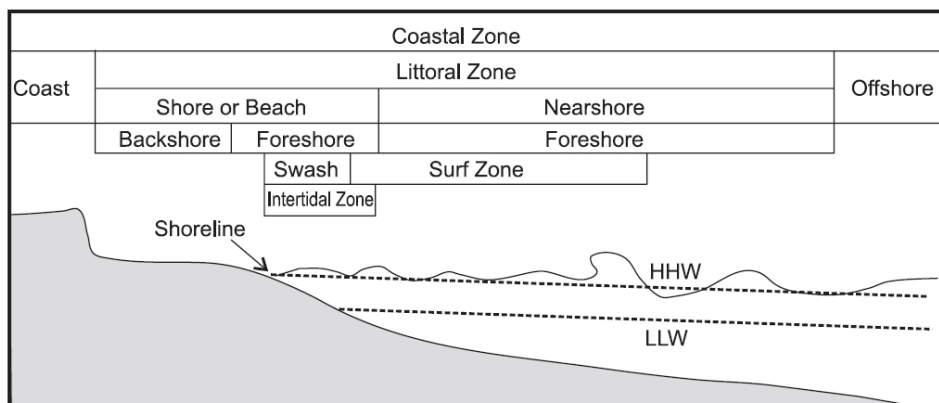 Coastal Zone
Coast
Littoral Zone
Offshore
Shore or Beach
Nearshore
Backshore
Foreshore
Foreshore
Swash
Surf Zone
Intertidal Zone
Shoreline
HHW
LLW